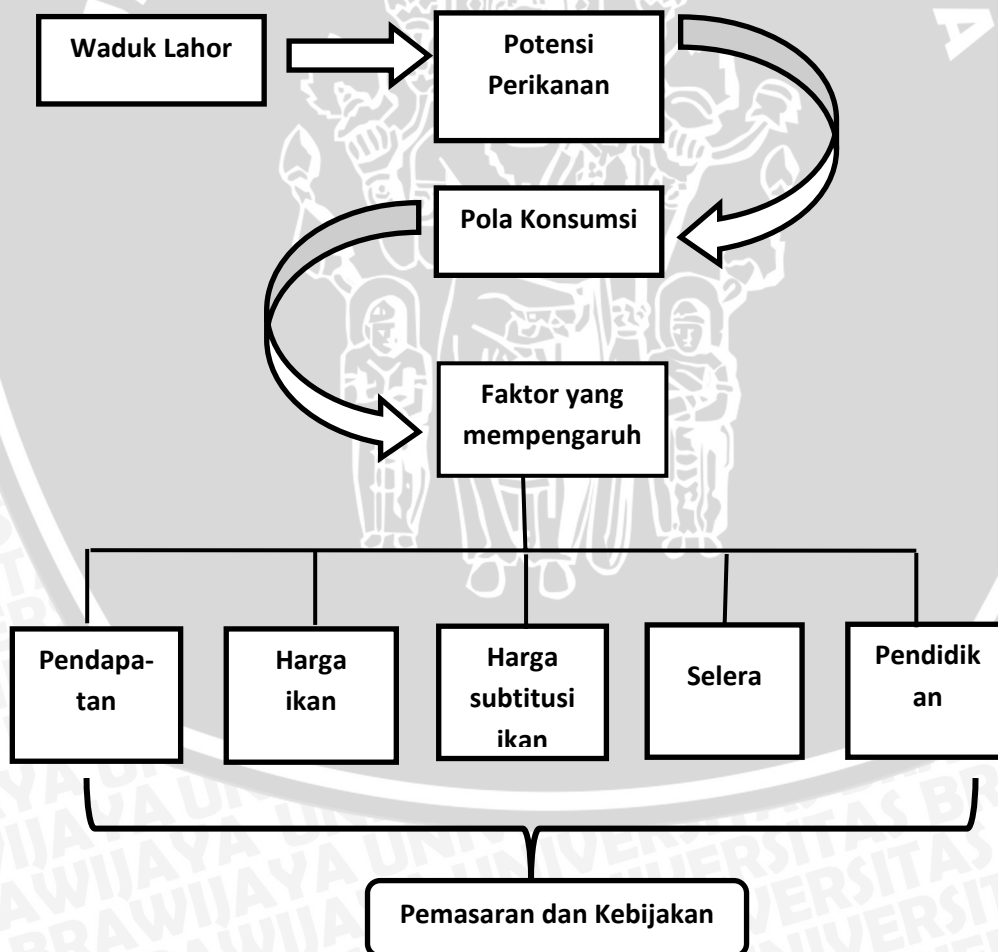 Waduk Lahor
Potensi
Perikanan
Pola Konsumsi
Faktor yang
mempengaruh
Pendapa-
tan
Harga
ikan
Harga
subtitusi
ikan
Selera
Pendidik
an
Pemasaran dan Kebijakan